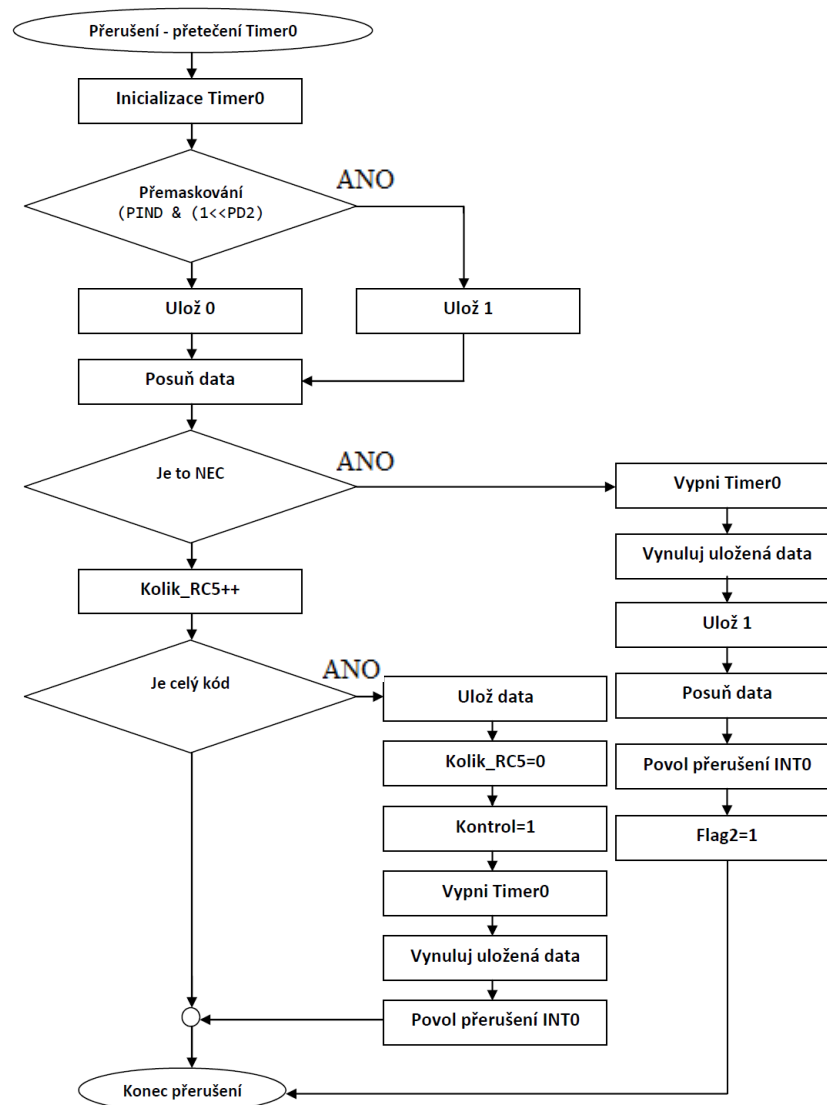 Přerušení - přetečení Timer0
Inicializace Timer0
ANO
Přemaskování
(PIND & (1<<PD2)
Ulož 0
Ulož 1
Posuň data
ANO
Je to NEC
Vypni Timer0
Vynuluj uložená data
Kolik_RC5++
Ulož 1
ANO
Je celý kód
Ulož data
Posuň data
Kolik_RC5=0
Povol přerušení INT0
Kontrol=1
Flag2=1
Vypni Timer0
Vynuluj uložená data
Povol přerušení INT0
Konec přerušení